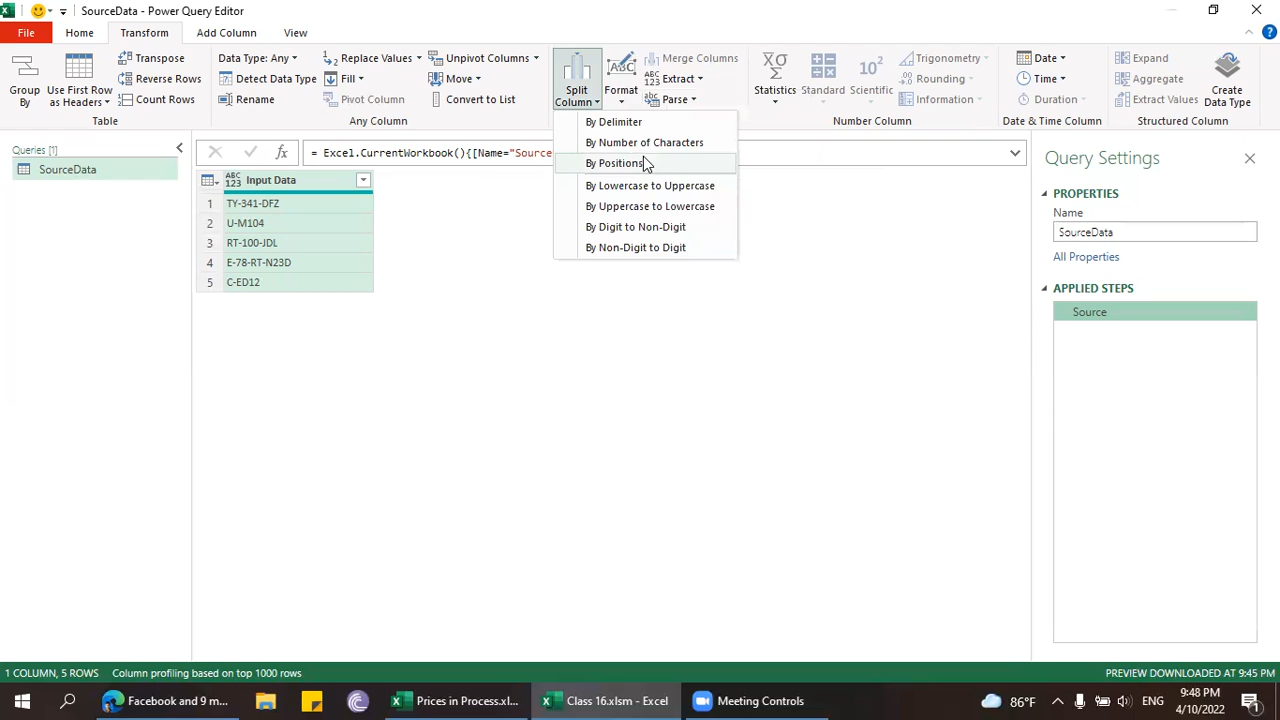 SourceData - Power Query Editor
File
Home
Transform
Add Column
View
Group By
Use First Row as Headers
Transpose
Reverse Rows
Count Rows
Table
Data Type: Any
Detect Data Type
Rename
Replace Values
Fill
Pivot Column
Unpivot Columns
Move
Convert to List
Any Column
Split Column
Format
ABC
Merge Columns
ABC 123
Extract
abc
Parse
Statistics
Standard
10²
Scientific
Trigonometry
Rounding
Information
Number Column
Date
Time
Duration
Date & Time Column
Expand
Aggregate
Extract Values
Structured Column
Create Data Type
By Delimiter
By Number of Characters
By Positions
By Lowercase to Uppercase
By Uppercase to Lowercase
By Digit to Non-Digit
By Non-Digit to Digit
Queries [1]
SourceData
= Excel.CurrentWorkbook(){[Name="Source
ABC 123
Input Data
1 TY-341-DFZ
2 U-M104
3 RT-100-JDL
4 E-78-RT-N23D
5 C-ED12
Query Settings
PROPERTIES
Name
SourceData
All Properties
APPLIED STEPS
Source
1 COLUMN, 5 ROWS
Column profiling based on top 1000 rows
PREVIEW DOWNLOADED AT 9:45 PM
Facebook and 9 m...
Prices in Process.xl...
Class 16.xlsm - Excel
Meeting Controls
86°F
ENG
9:48 PM
4/10/2022
1